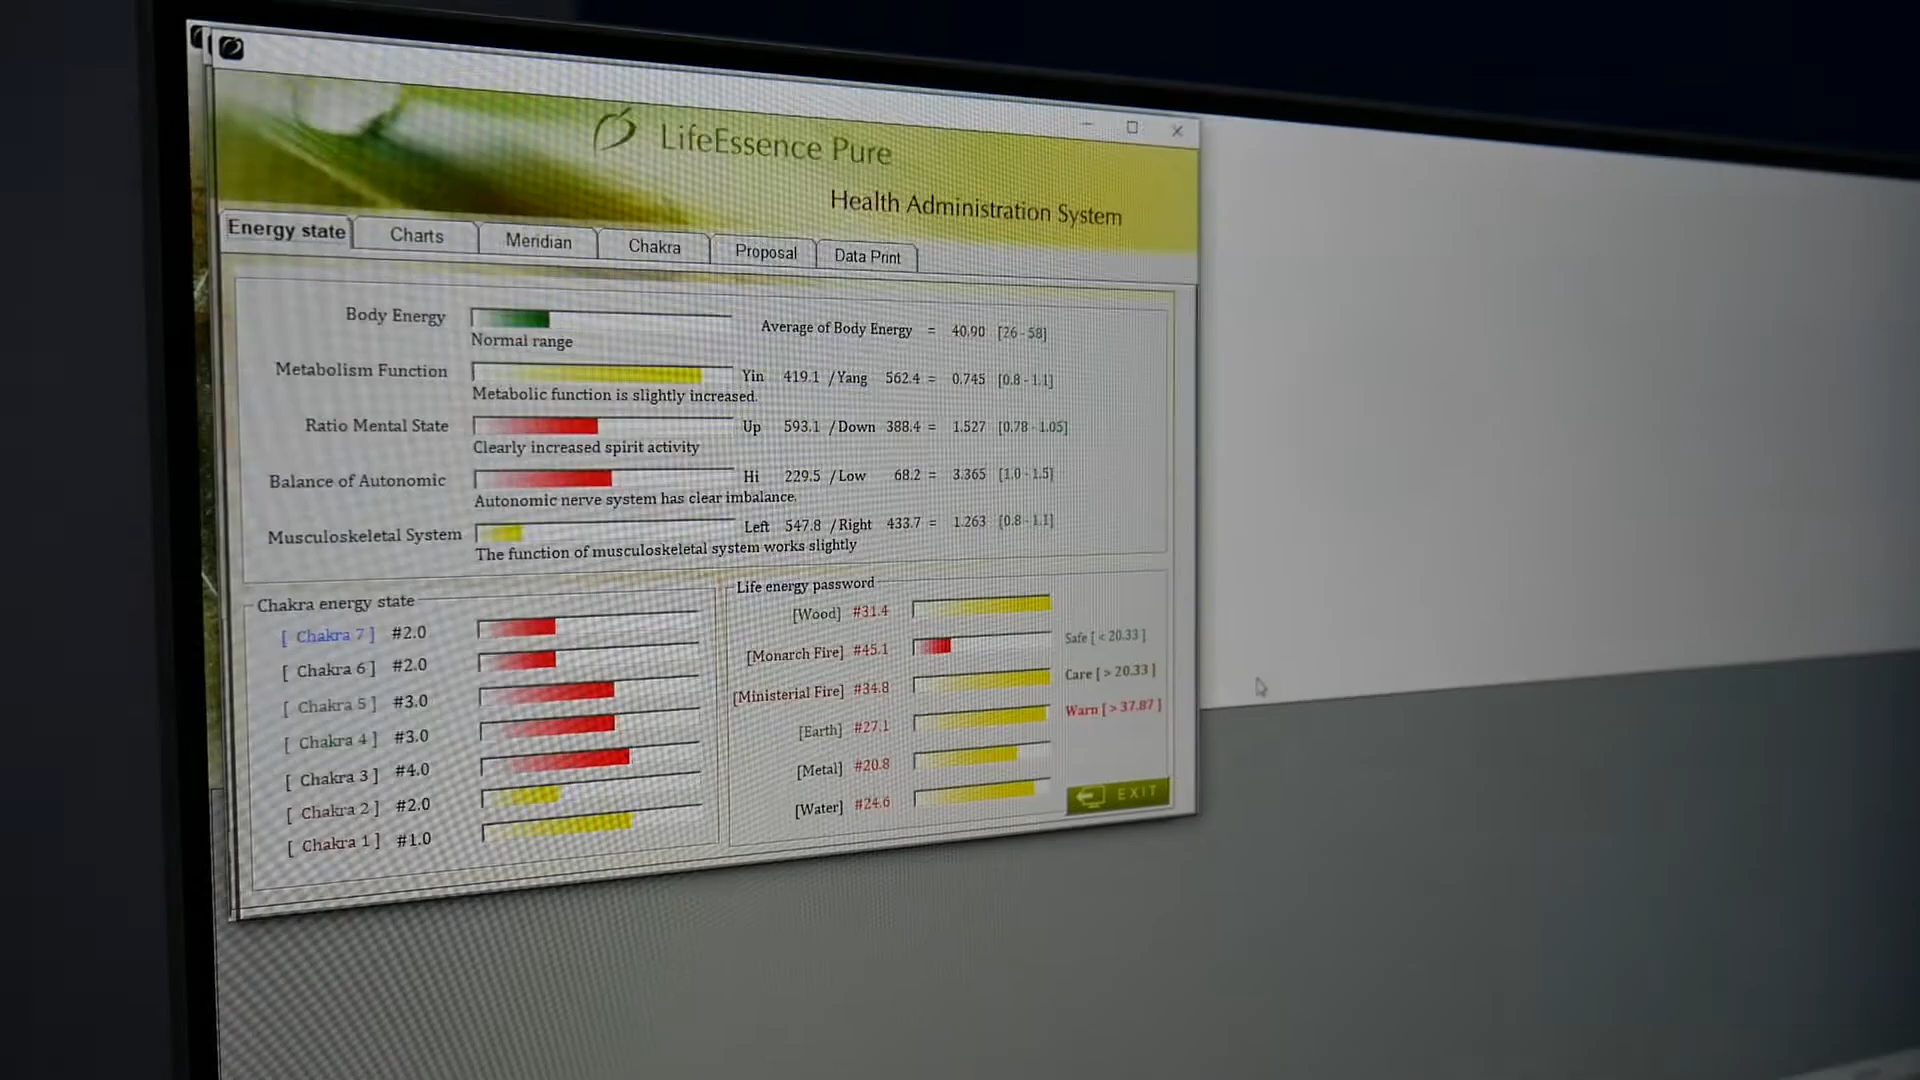 LifeEssence Pure
Health Administration System
Energy state Charts Meridian Chakra Proposal Data Print
Body Energy Average of Body Energy = 40.90 [26 - 58]
Normal range
Metabolism Function Yin 419.1 /Yang 562.4 = 0.745 [0.8 - 1.1]
Metabolic function is slightly increased.
Ratio Mental State Up 593.1 /Down 388.4 = 1.527 [0.78 - 1.05]
Clearly increased spirit activity
Balance of Autonomic Hi 229.5 /Low 68.2 = 3.365 [1.0 - 1.5]
Autonomic nerve system has clear imbalance.
Musculoskeletal System Left 547.8 /Right 433.7 = 1.263 [0.8 - 1.1]
The function of musculoskeletal system works slightly
Chakra energy state
[ Chakra 7 ] #2.0
[ Chakra 6 ] #2.0
[ Chakra 5 ] #3.0
[ Chakra 4 ] #3.0
[ Chakra 3 ] #4.0
[ Chakra 2 ] #2.0
[ Chakra 1 ] #1.0
Life energy password
[Wood] #31.4
[Monarch Fire] #45.1
[Ministerial Fire] #34.8
[Earth] #27.1
[Metal] #20.8
[Water] #24.6
Safe [ < 20.33 ]
Care [ > 20.33 ]
Warn [ > 37.87 ]
EXIT